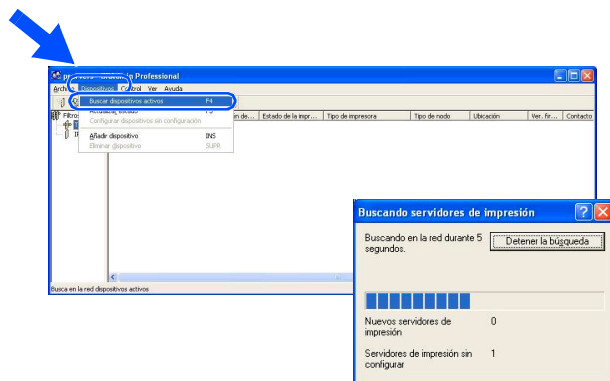 Professional
Archivo Dispositivos Control Ver Ayuda
Buscar dispositivos activos F4
Configurar dispositivos sin configuración
Añadir dispositivo INS
Eliminar dispositivo SUPR
Filtros
Estado de la impr... Tipo de impresora Tipo de nodo Ubicación Ver. fir... Contacto
Busca en la red dispositivos activos
Buscando servidores de impresión
Buscando en la red durante 5
segundos.
Detener la búsqueda
Nuevos servidores de
impresión
0
Servidores de impresión sin
configurar
1